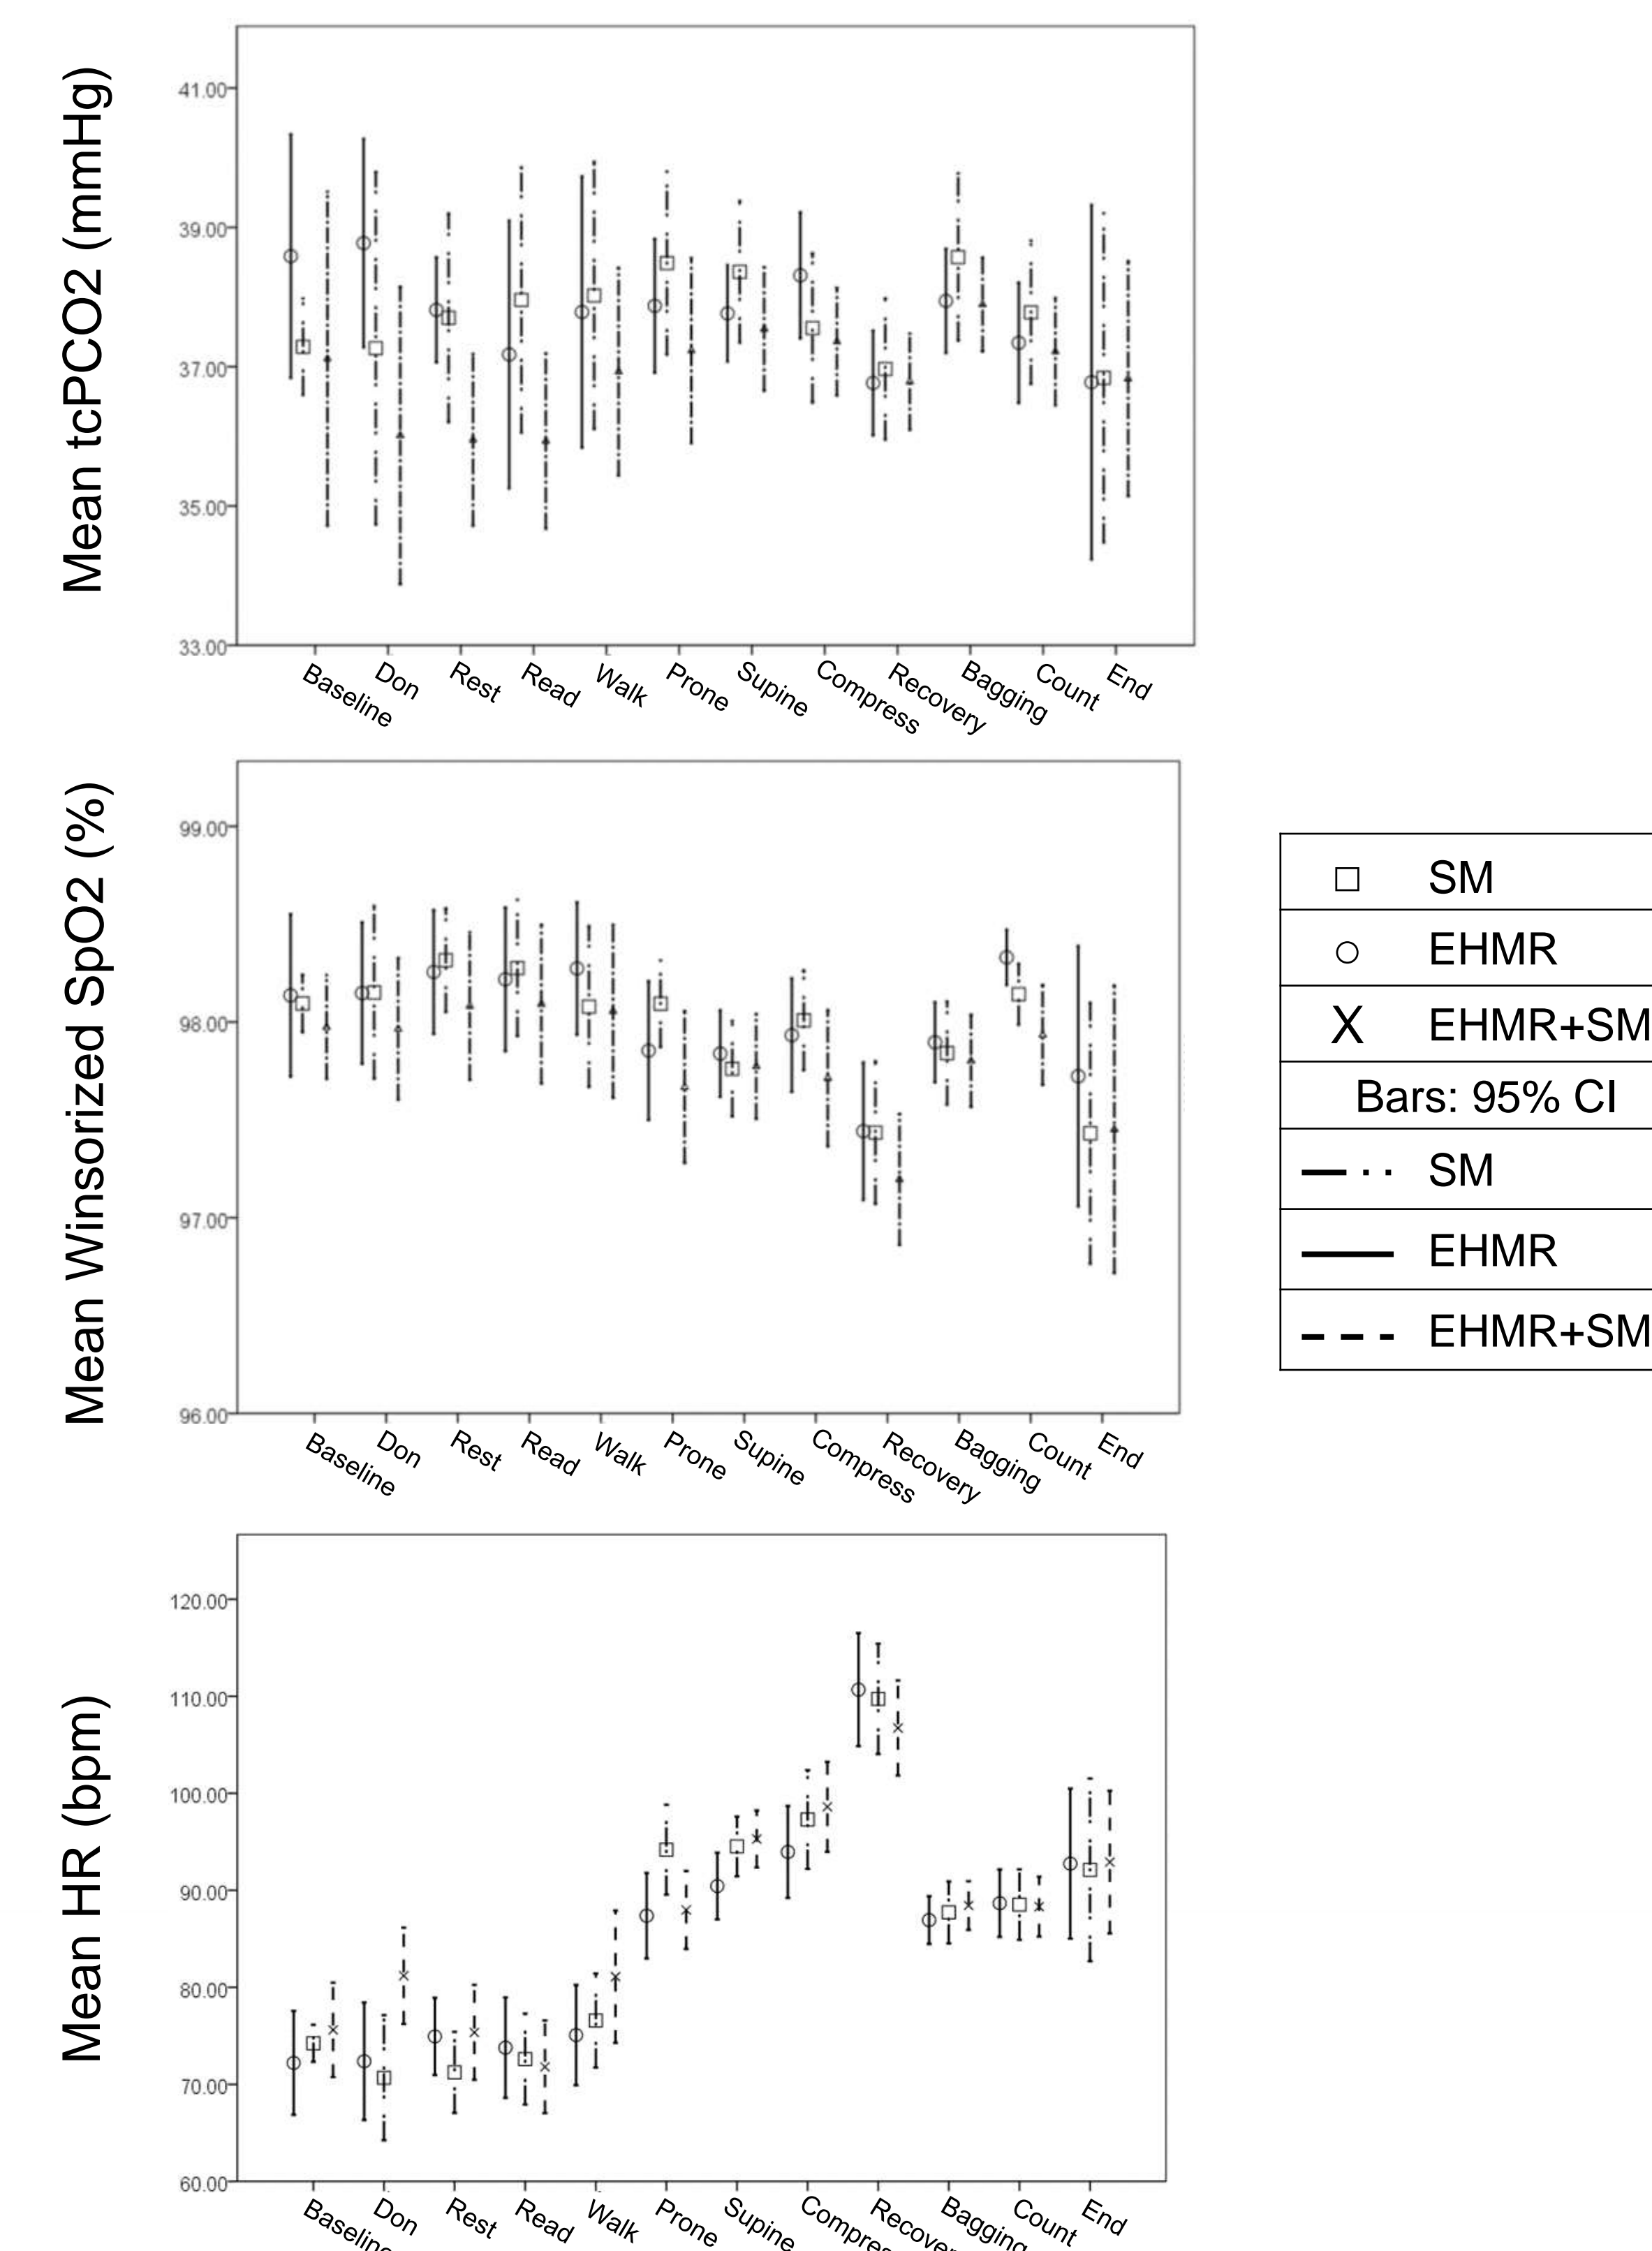 Mean tcPCO2 (mmHg)
41.00
39.00
37.00
35.00
33.00
Baseline
Don
Rest
Read
Walk
Prone
Supine
Compress
Recovery
Bagging
Count
End
Mean Winsorized SpO2 (%)
99.00
98.00
97.00
96.00
Baseline
Don
Rest
Read
Walk
Prone
Supine
Compress
Recovery
Bagging
Count
End
SM
EHMR
X EHMR+SM
Bars: 95% CI
SM
EHMR
EHMR+SM
Mean HR (bpm)
120.00
110.00
100.00
90.00
80.00
70.00
60.00
Baseline
Don
Rest
Read
Walk
Prone
Supine
Compres
Recover
Bagging
Count
End